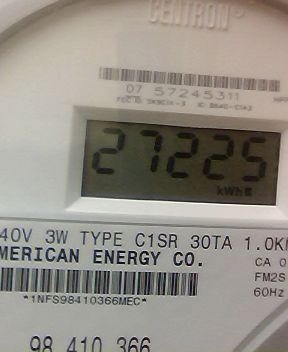 CENTRON®
07 57245311
27225
kWh
40V 3W TYPE C1SR 30TA 1.0K
MERICAN ENERGY CO.
CA 0
FM2S
60Hz
*1NFS98410366MEC*
98 410 366